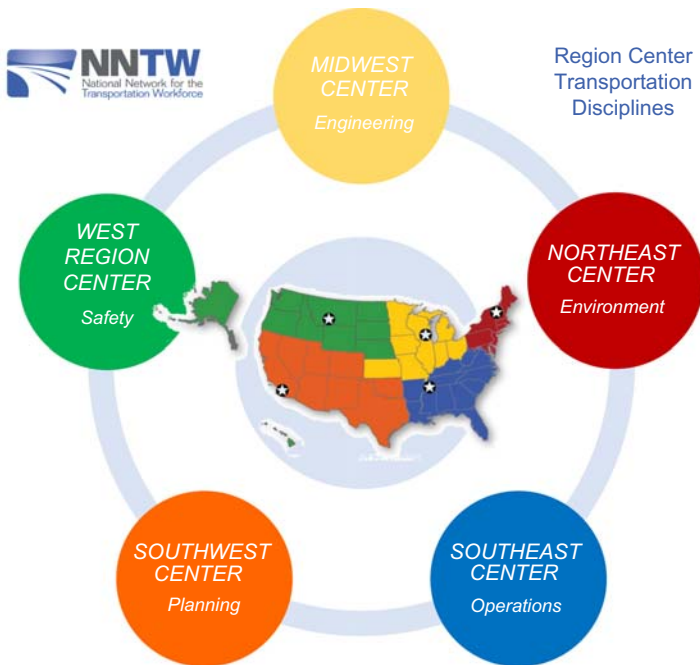 NNTW
National Network for the
Transportation Workforce
MIDWEST
CENTER
Engineering
Region Center
Transportation
Disciplines
WEST
REGION
CENTER
Safety
NORTHEAST
CENTER
Environment
SOUTHWEST
CENTER
Planning
SOUTHEAST
CENTER
Operations